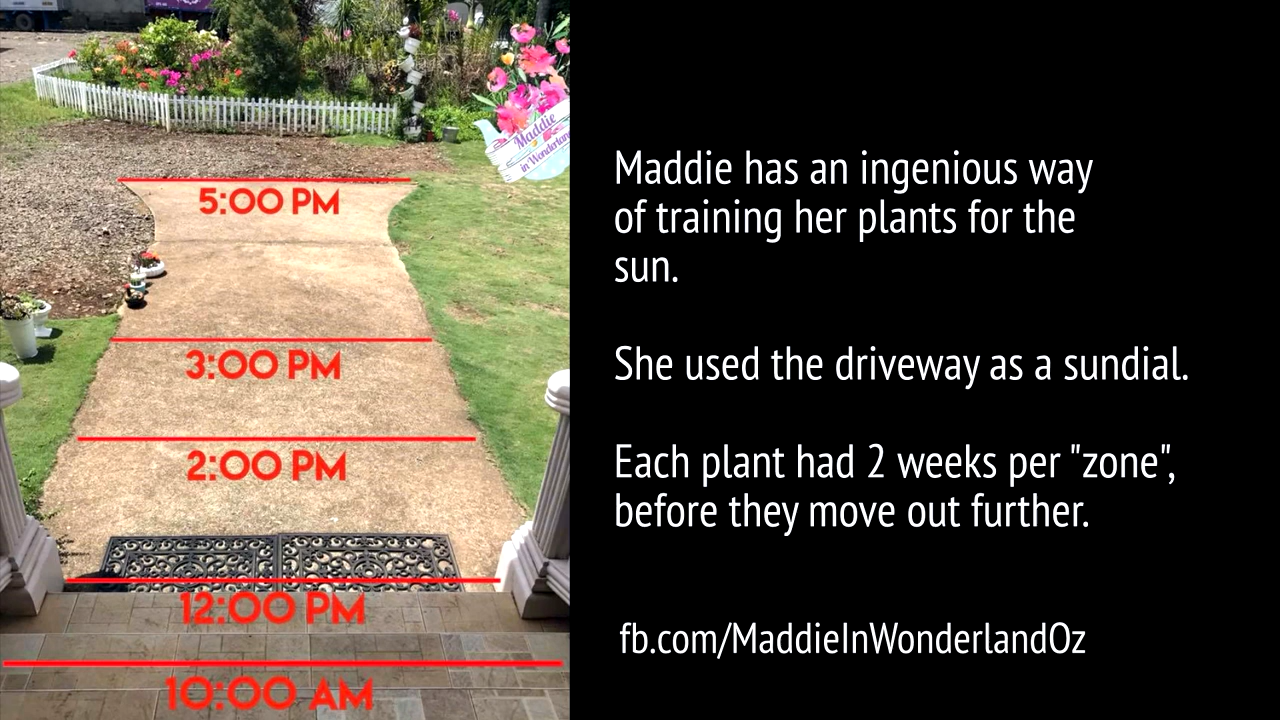 Maddie
in Wonderland
5:00 PM
3:00 PM
2:00 PM
12:00 PM
10:00 AM
Maddie has an ingenious way
of training her plants for the
sun.
She used the driveway as a sundial.
Each plant had 2 weeks per "zone",
before they move out further.
fb.com/MaddieInWonderlandOz